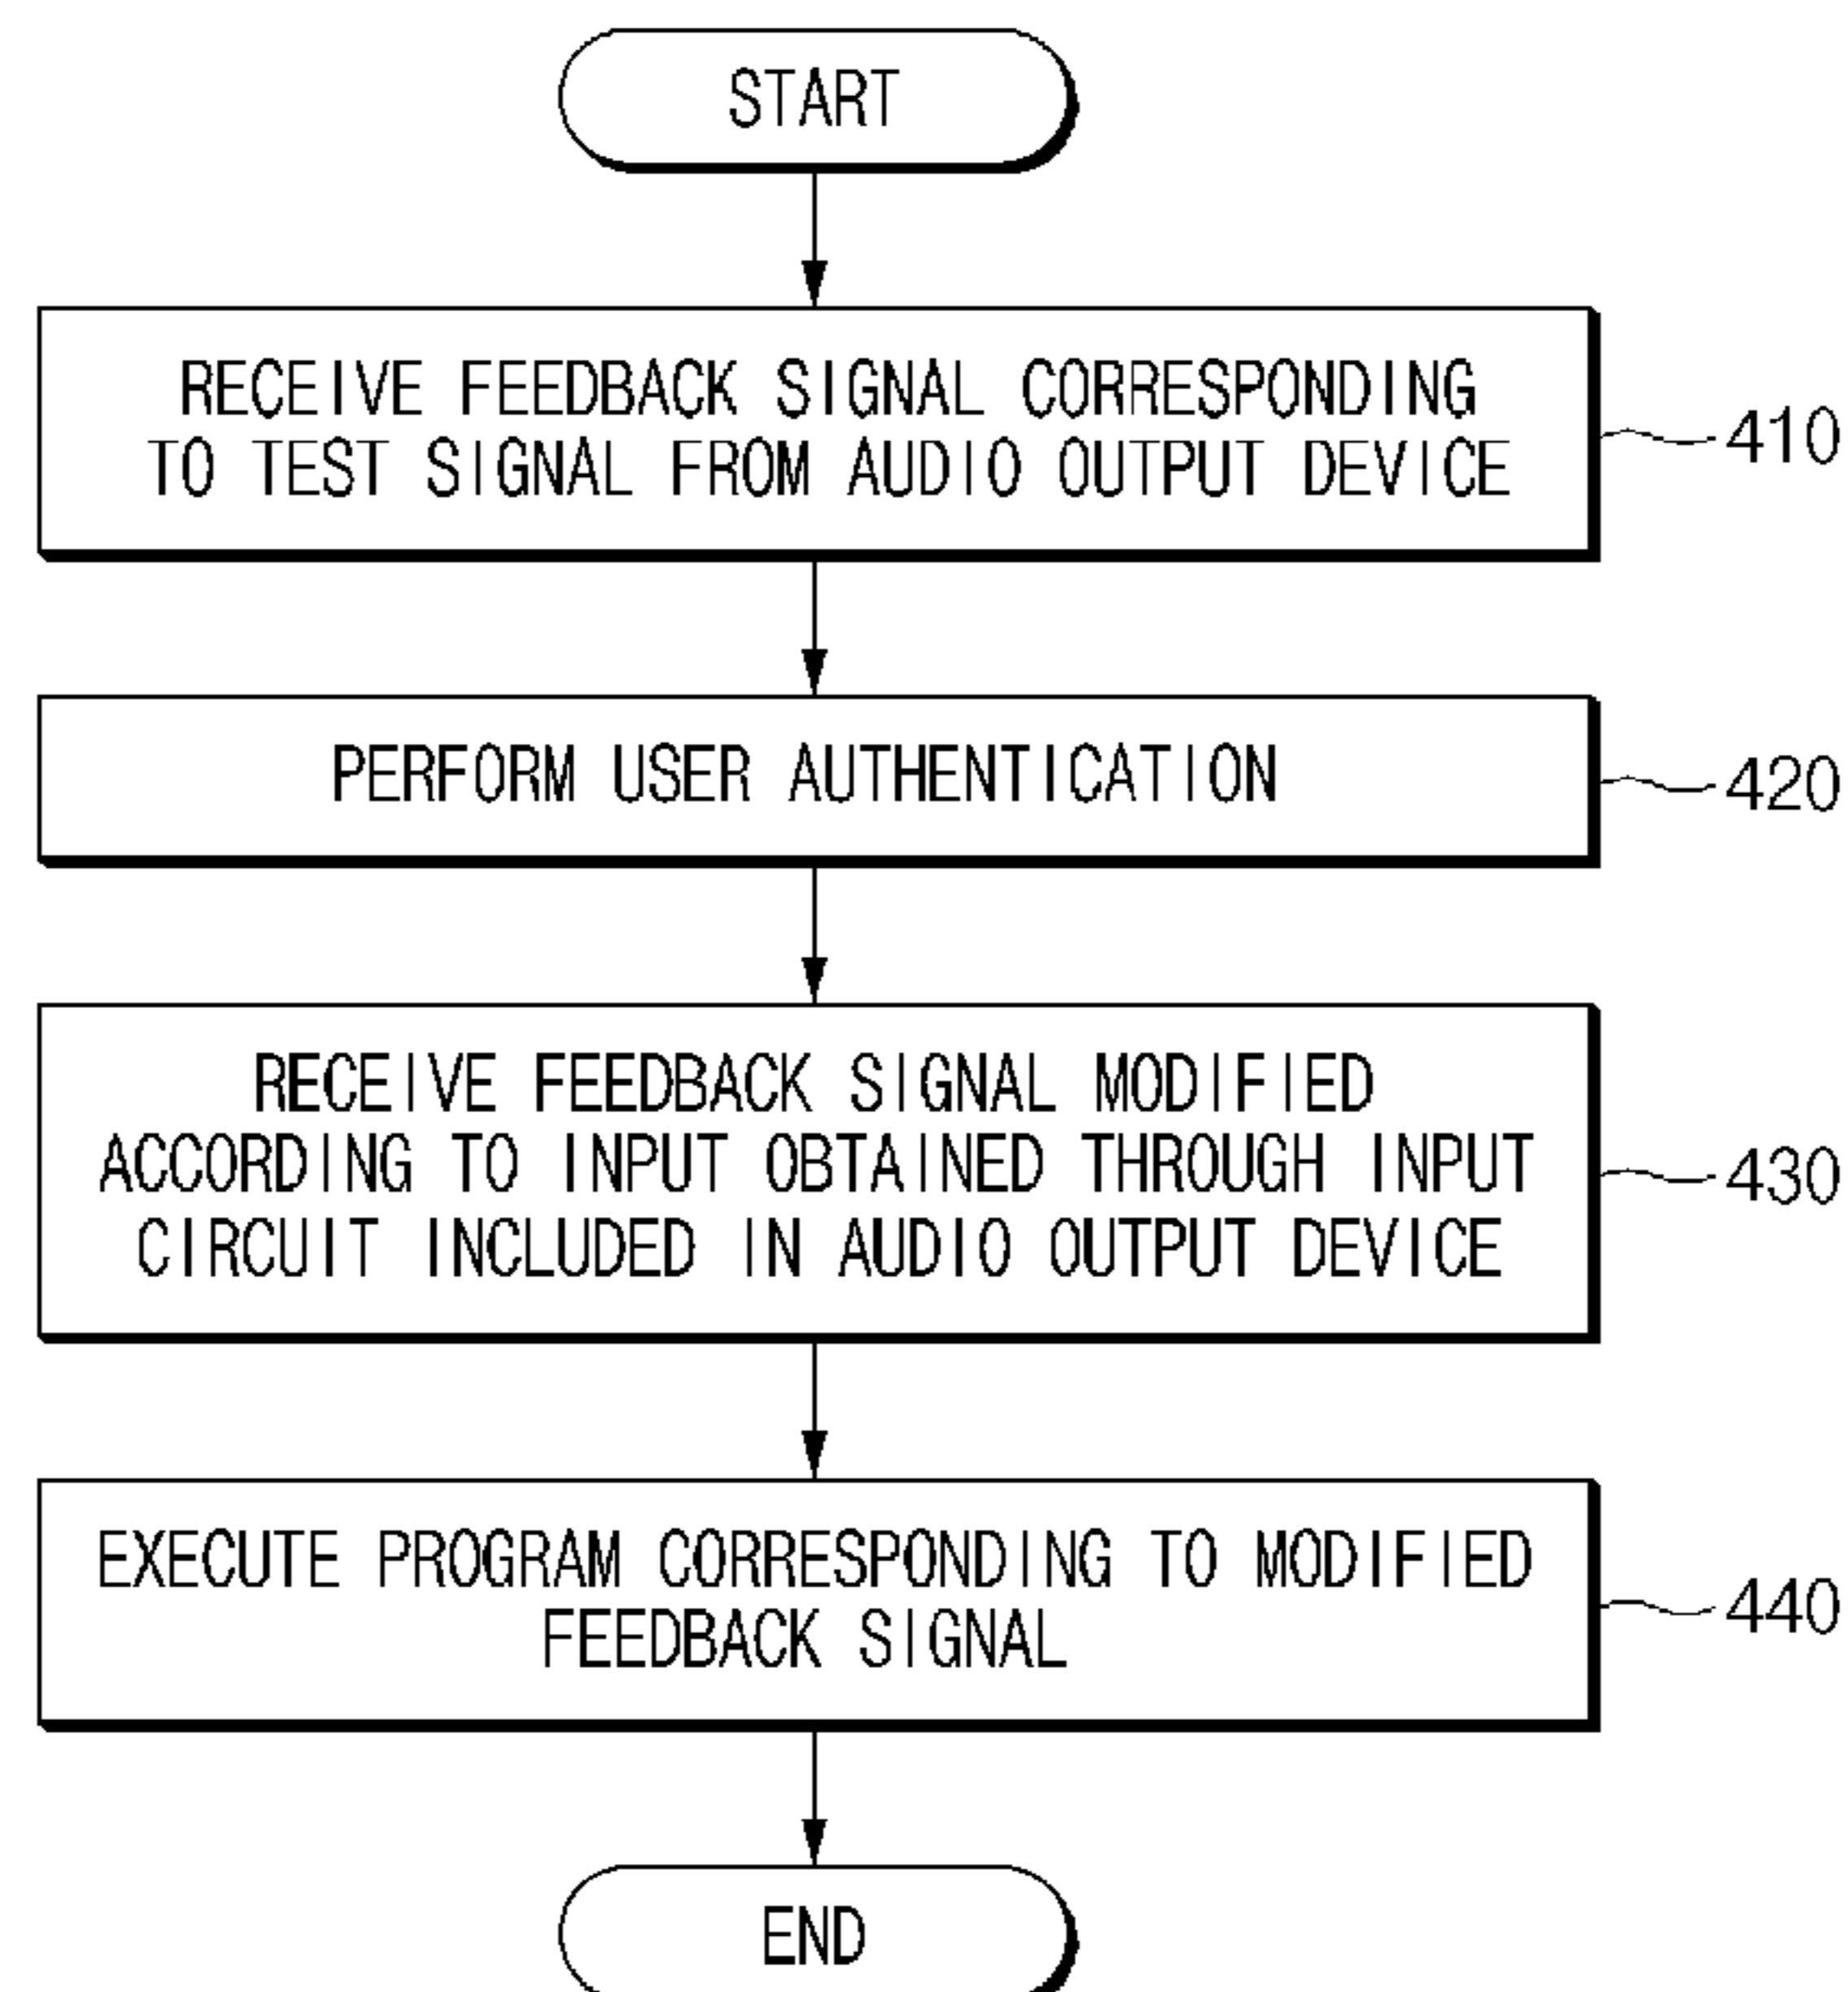 START
RECEIVE FEEDBACK SIGNAL CORRESPONDING
TO TEST SIGNAL FROM AUDIO OUTPUT DEVICE
410
PERFORM USER AUTHENTICATION
420
RECEIVE FEEDBACK SIGNAL MODIFIED
ACCORDING TO INPUT OBTAINED THROUGH INPUT
CIRCUIT INCLUDED IN AUDIO OUTPUT DEVICE
430
EXECUTE PROGRAM CORRESPONDING TO MODIFIED
FEEDBACK SIGNAL
440
END